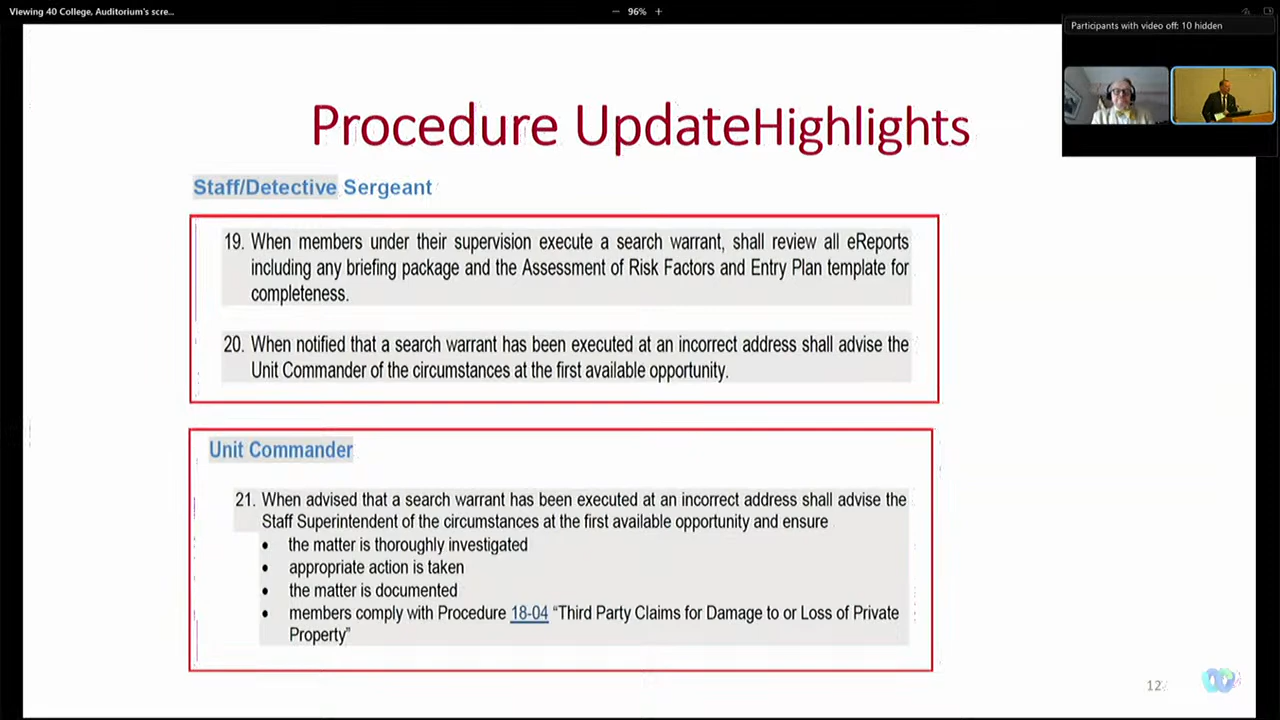 Viewing 40 College, Auditorium's scre...
96%
Participants with video off: 10 hidden
Procedure UpdateHighlights
Staff/Detective Sergeant
19. When members under their supervision execute a search warrant, shall review all eReports
including any briefing package and the Assessment of Risk Factors and Entry Plan template for
completeness.
20. When notified that a search warrant has been executed at an incorrect address shall advise the
Unit Commander of the circumstances at the first available opportunity.
Unit Commander
21. When advised that a search warrant has been executed at an incorrect address shall advise the
Staff Superintendent of the circumstances at the first available opportunity and ensure
• the matter is thoroughly investigated
• appropriate action is taken
• the matter is documented
• members comply with Procedure 18-04 “Third Party Claims for Damage to or Loss of Private
Property”
12